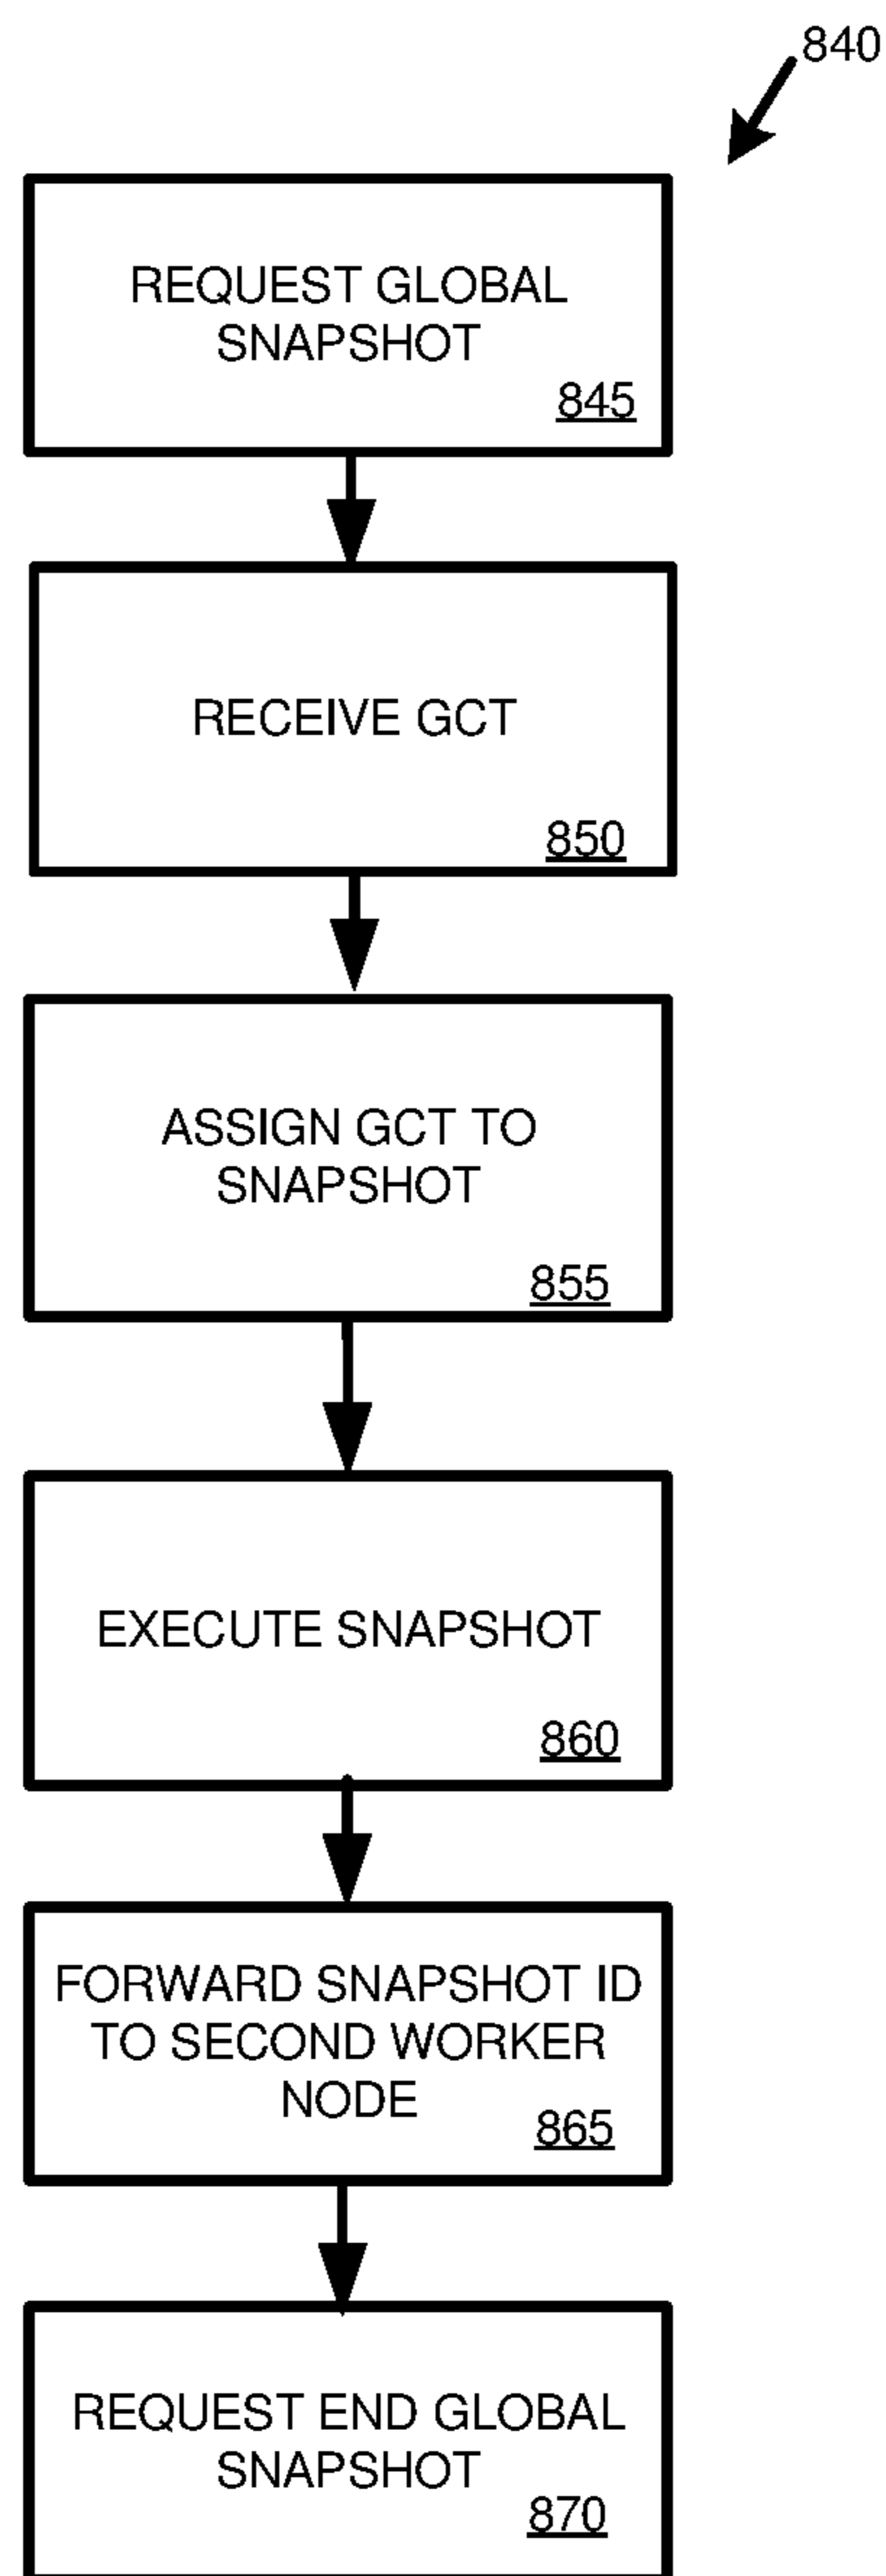 840
REQUEST GLOBAL
SNAPSHOT
845
RECEIVE GCT
850
ASSIGN GCT TO
SNAPSHOT
855
EXECUTE SNAPSHOT
860
FORWARD SNAPSHOT ID
TO SECOND WORKER
NODE
865
REQUEST END GLOBAL
SNAPSHOT
870